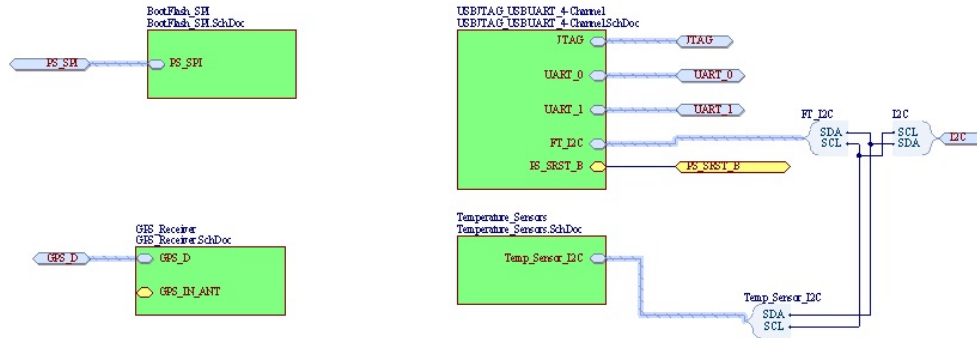 BootFlash_SPI
BootFlash_SPI.SchDoc
PS_SPI
PS_SPI
USBJTAG_USBUART_4-Channel
USBJTAG_USBUART_4-Channel.SchDoc
JTAG
JTAG
UART_0
UART_0
UART_1
UART_1
FT_I2C
PS_SRST_B
PS_SRST_B
FT_I2C
SDA
SCL
I2C
SCL
SDA
I2C
GPS_Receiver
GPS_Receiver.SchDoc
GPS_D
GPS_D
GPS_IN_ANT
Temperature_Sensors
Temperature_Sensors.SchDoc
Temp_Sensor_I2C
Temp_Sensor_I2C
SDA
SCL